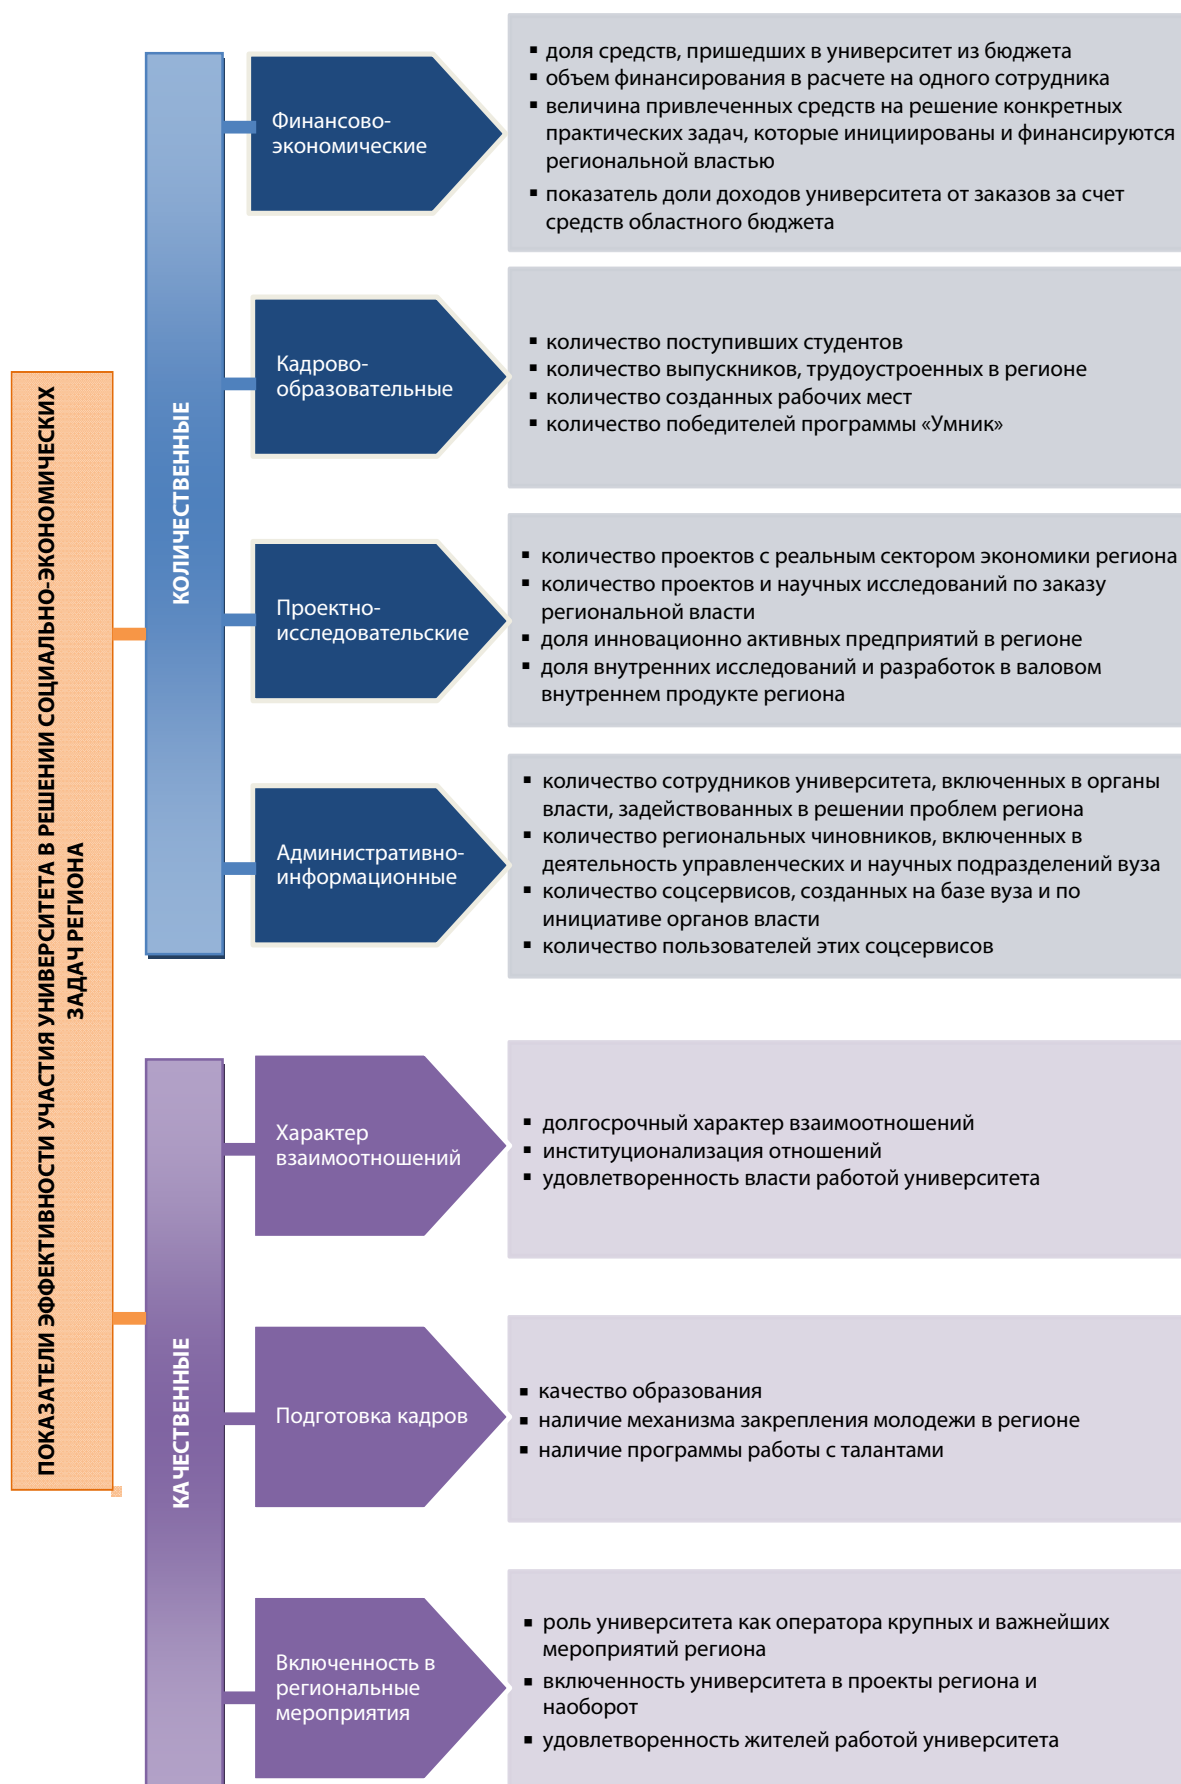 ПОКАЗАТЕЛИ ЭФФЕКТИВНОСТИ УЧАСТИЯ УНИВЕРСИТЕТА В РЕШЕНИИ СОЦИАЛЬНО-ЭКОНОМИЧЕСКИХ
ЗАДАЧ РЕГИОНА
КОЛИЧЕСТВЕННЫЕ
Финансово-
экономические
▪ доля средств, пришедших в университет из бюджета
▪ объем финансирования в расчете на одного сотрудника
▪ величина привлеченных средств на решение конкретных
практических задач, которые инициированы и финансируются
региональной властью
▪ показатель доли доходов университета от заказов за счет
средств областного бюджета
Кадрово-
образовательные
▪ количество поступивших студентов
▪ количество выпускников, трудоустроенных в регионе
▪ количество созданных рабочих мест
▪ количество победителей программы «Умник»
Проектно-
исследовательские
▪ количество проектов с реальным сектором экономики региона
▪ количество проектов и научных исследований по заказу
региональной власти
▪ доля инновационно активных предприятий в регионе
▪ доля внутренних исследований и разработок в валовом
внутреннем продукте региона
Административно-
информационные
▪ количество сотрудников университета, включенных в органы
власти, задействованных в решении проблем региона
▪ количество региональных чиновников, включенных в
деятельность управленческих и научных подразделений вуза
▪ количество соцсервисов, созданных на базе вуза и по
инициативе органов власти
▪ количество пользователей этих соцсервисов
КАЧЕСТВЕННЫЕ
Характер
взаимоотношений
▪ долгосрочный характер взаимоотношений
▪ институционализация отношений
▪ удовлетворенность власти работой университета
Подготовка кадров
▪ качество образования
▪ наличие механизма закрепления молодежи в регионе
▪ наличие программы работы с талантами
Включенность в
региональные
мероприятия
▪ роль университета как оператора крупных и важнейших
мероприятий региона
▪ включенность университета в проекты региона и
наоборот
▪ удовлетворенность жителей работой университета